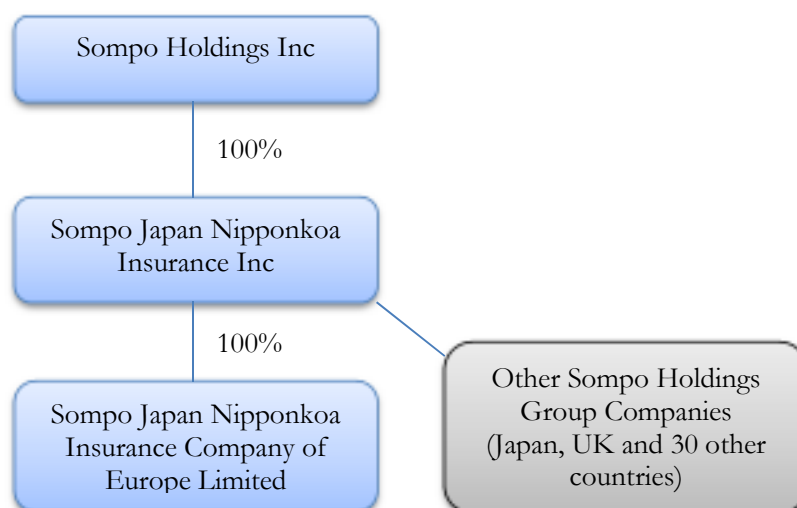 Sompo Holdings Inc
100%
Sompo Japan Nipponkoa
Insurance Inc
100%
Sompo Japan Nipponkoa
Insurance Company of
Europe Limited
Other Sompo Holdings
Group Companies
(Japan, UK and 30 other
countries)